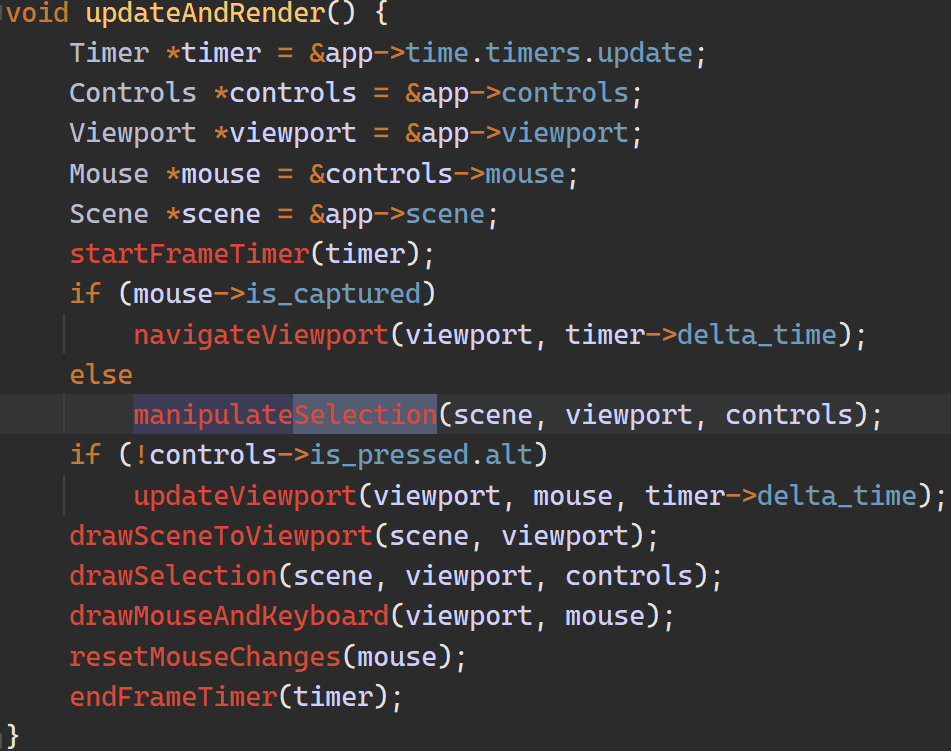 void updateAndRender() {
    Timer *timer = &app->time.timers.update;
    Controls *controls = &app->controls;
    Viewport *viewport = &app->viewport;
    Mouse *mouse = &controls->mouse;
    Scene *scene = &app->scene;
    startFrameTimer(timer);
    if (mouse->is_captured)
        navigateViewport(viewport, timer->delta_time);
    else
        manipulateSelection(scene, viewport, controls);
    if (!controls->is_pressed.alt)
        updateViewport(viewport, mouse, timer->delta_time);
    drawSceneToViewport(scene, viewport);
    drawSelection(scene, viewport, controls);
    drawMouseAndKeyboard(viewport, mouse);
    resetMouseChanges(mouse);
    endFrameTimer(timer);
}